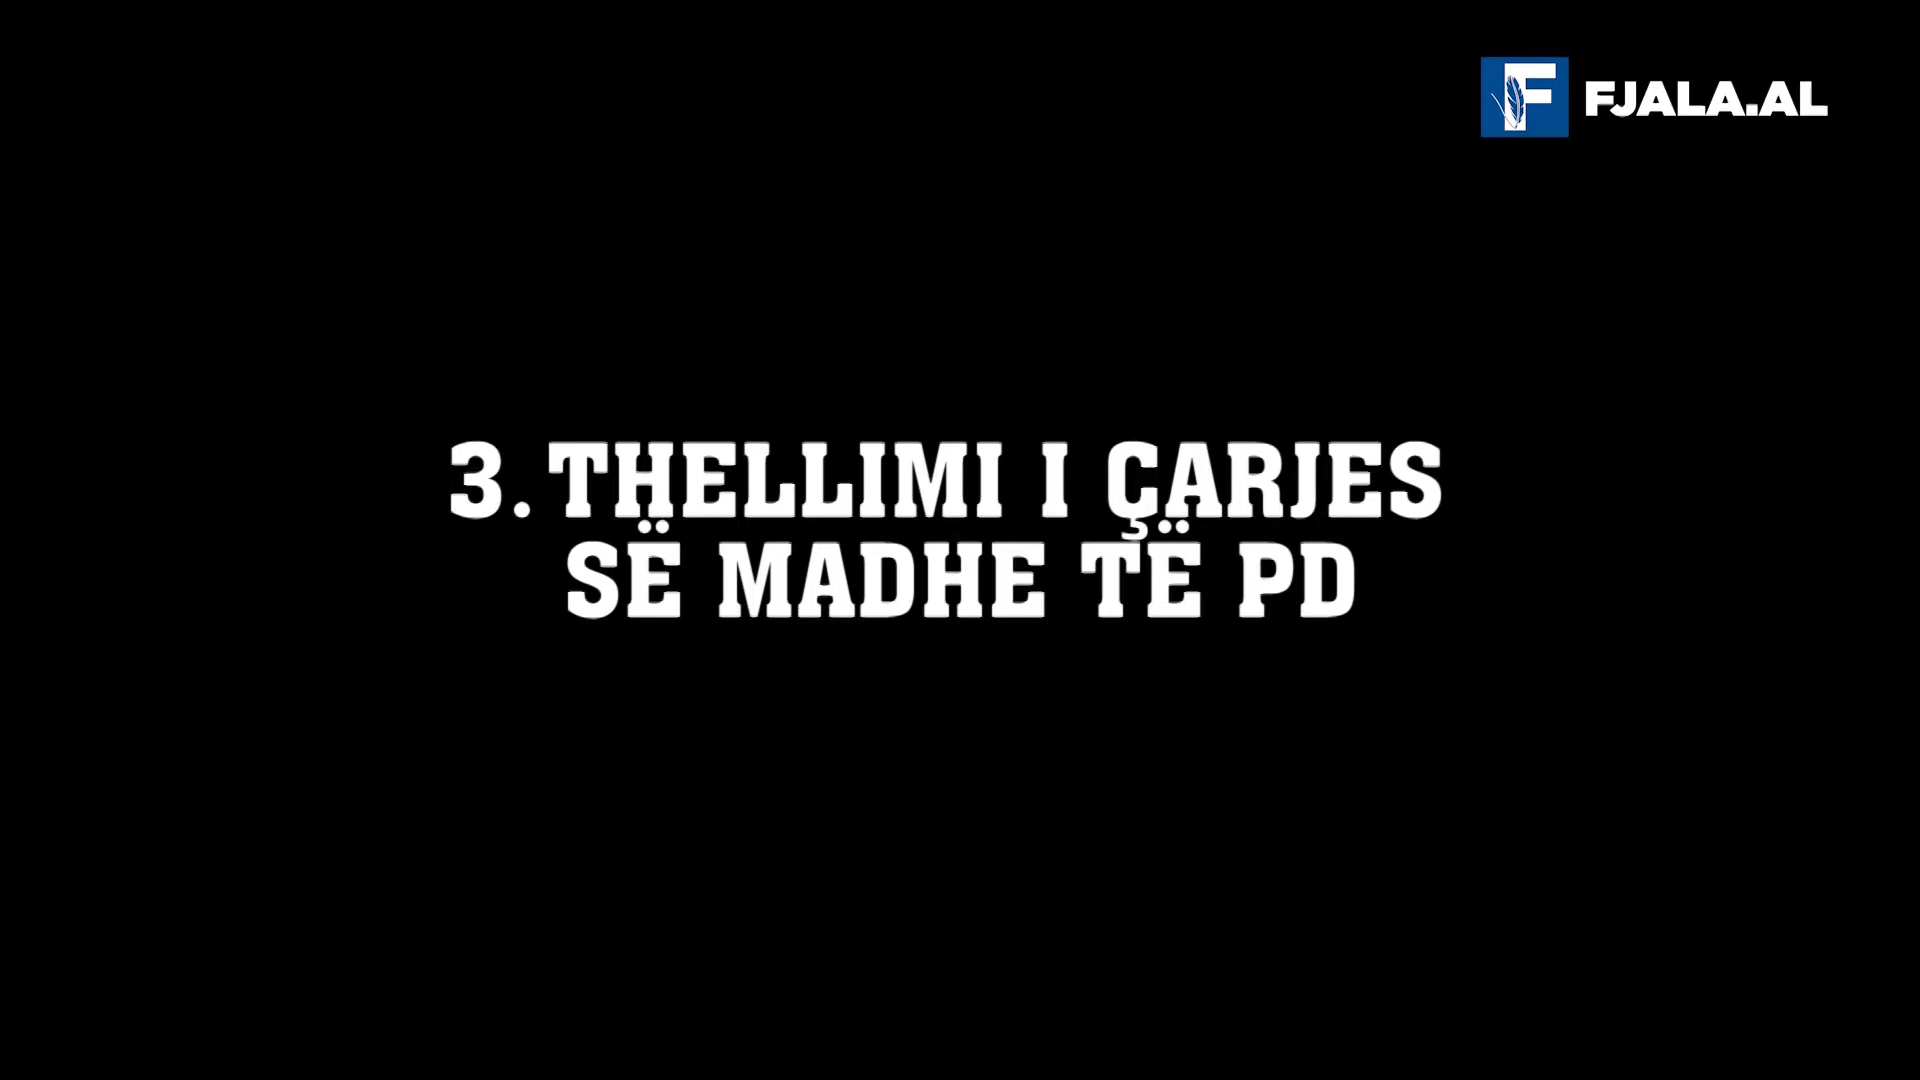 FJALA.AL
3. THELLIMI I ÇARJES
SË MADHE TË PD